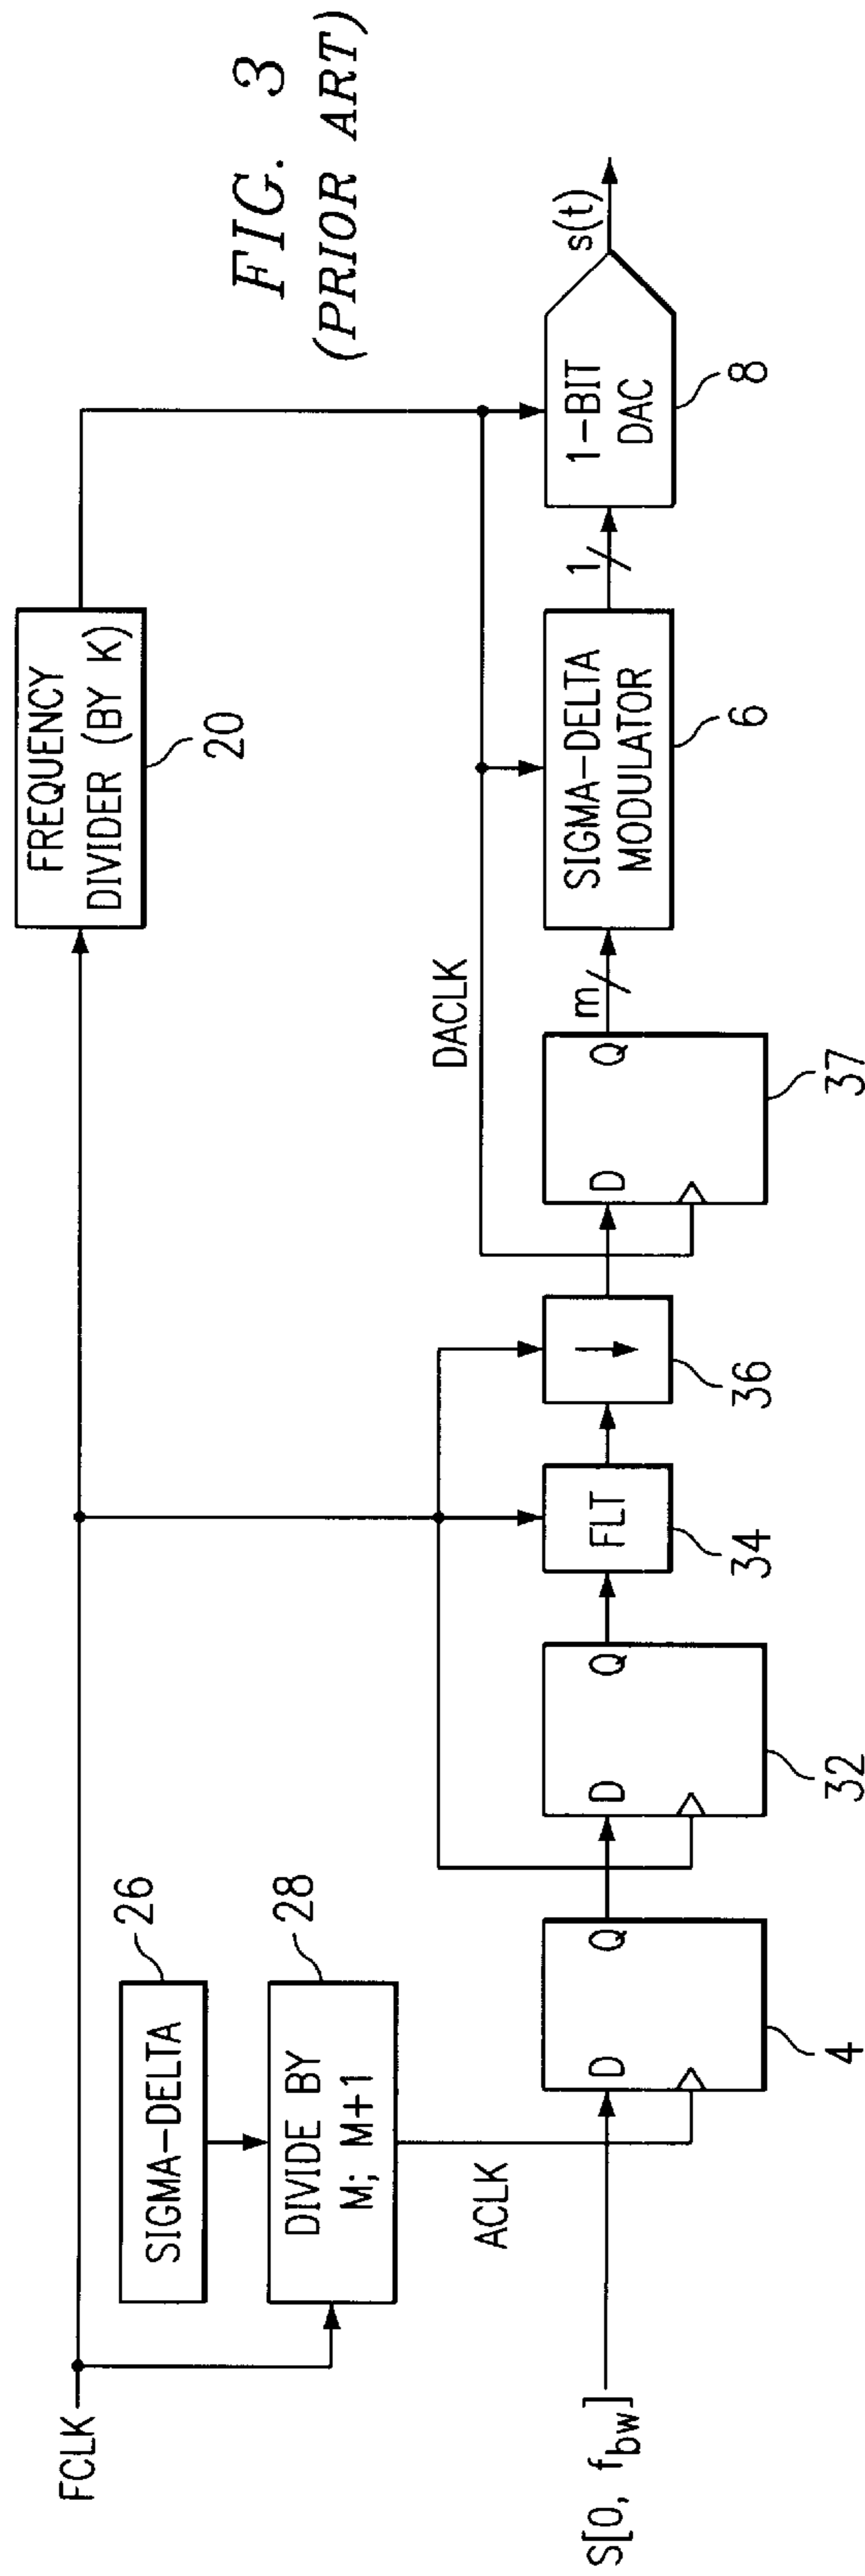 FIG. 3
(PRIOR ART)
FCLK
SIGMA-DELTA
26
DIVIDE BY
M; M+1
28
ACLK
FREQUENCY
DIVIDER (BY K)
20
DACLK
S[0, fbw]
D
Q
4
D
Q
32
FLT
34
36
D
Q
37
m
SIGMA-DELTA
MODULATOR
6
1
1-BIT
DAC
8
s(t)